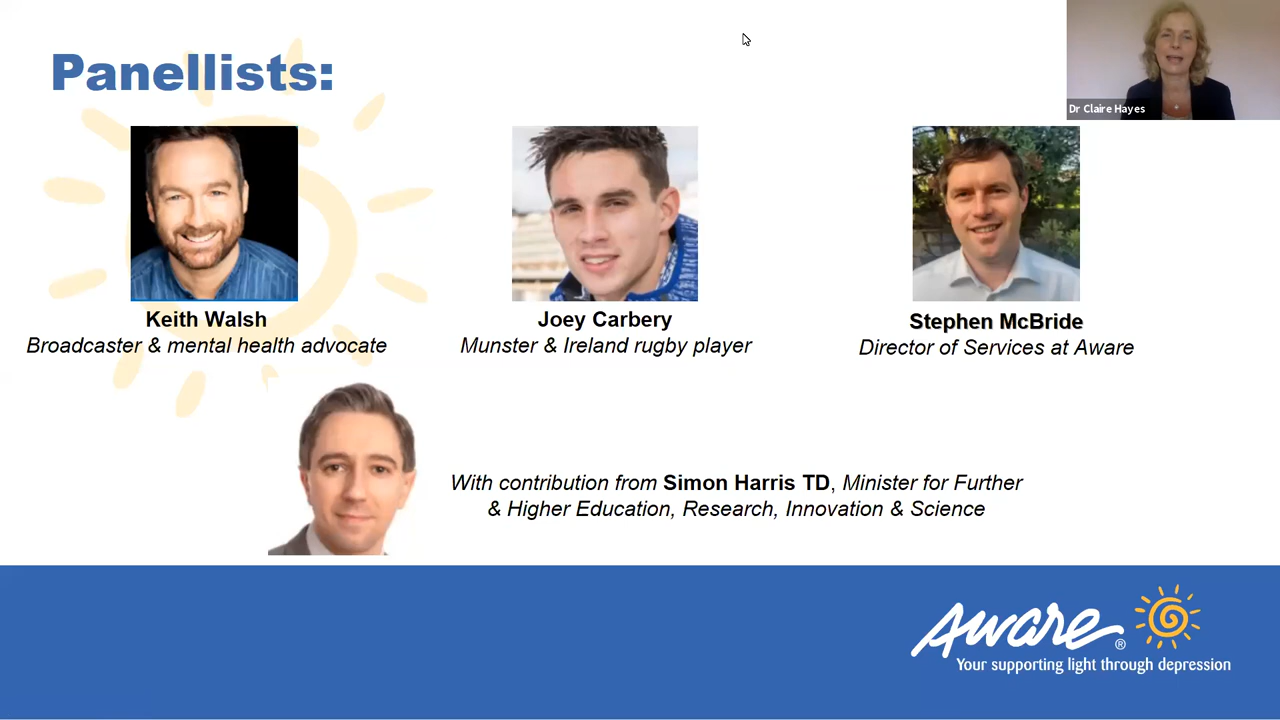 Panellists:
Dr Claire Hayes
Keith Walsh
Broadcaster & mental health advocate
Joey Carbery
Munster & Ireland rugby player
Stephen McBride
Director of Services at Aware
With contribution from Simon Harris TD, Minister for Further
& Higher Education, Research, Innovation & Science
Aware®
Your supporting light through depression